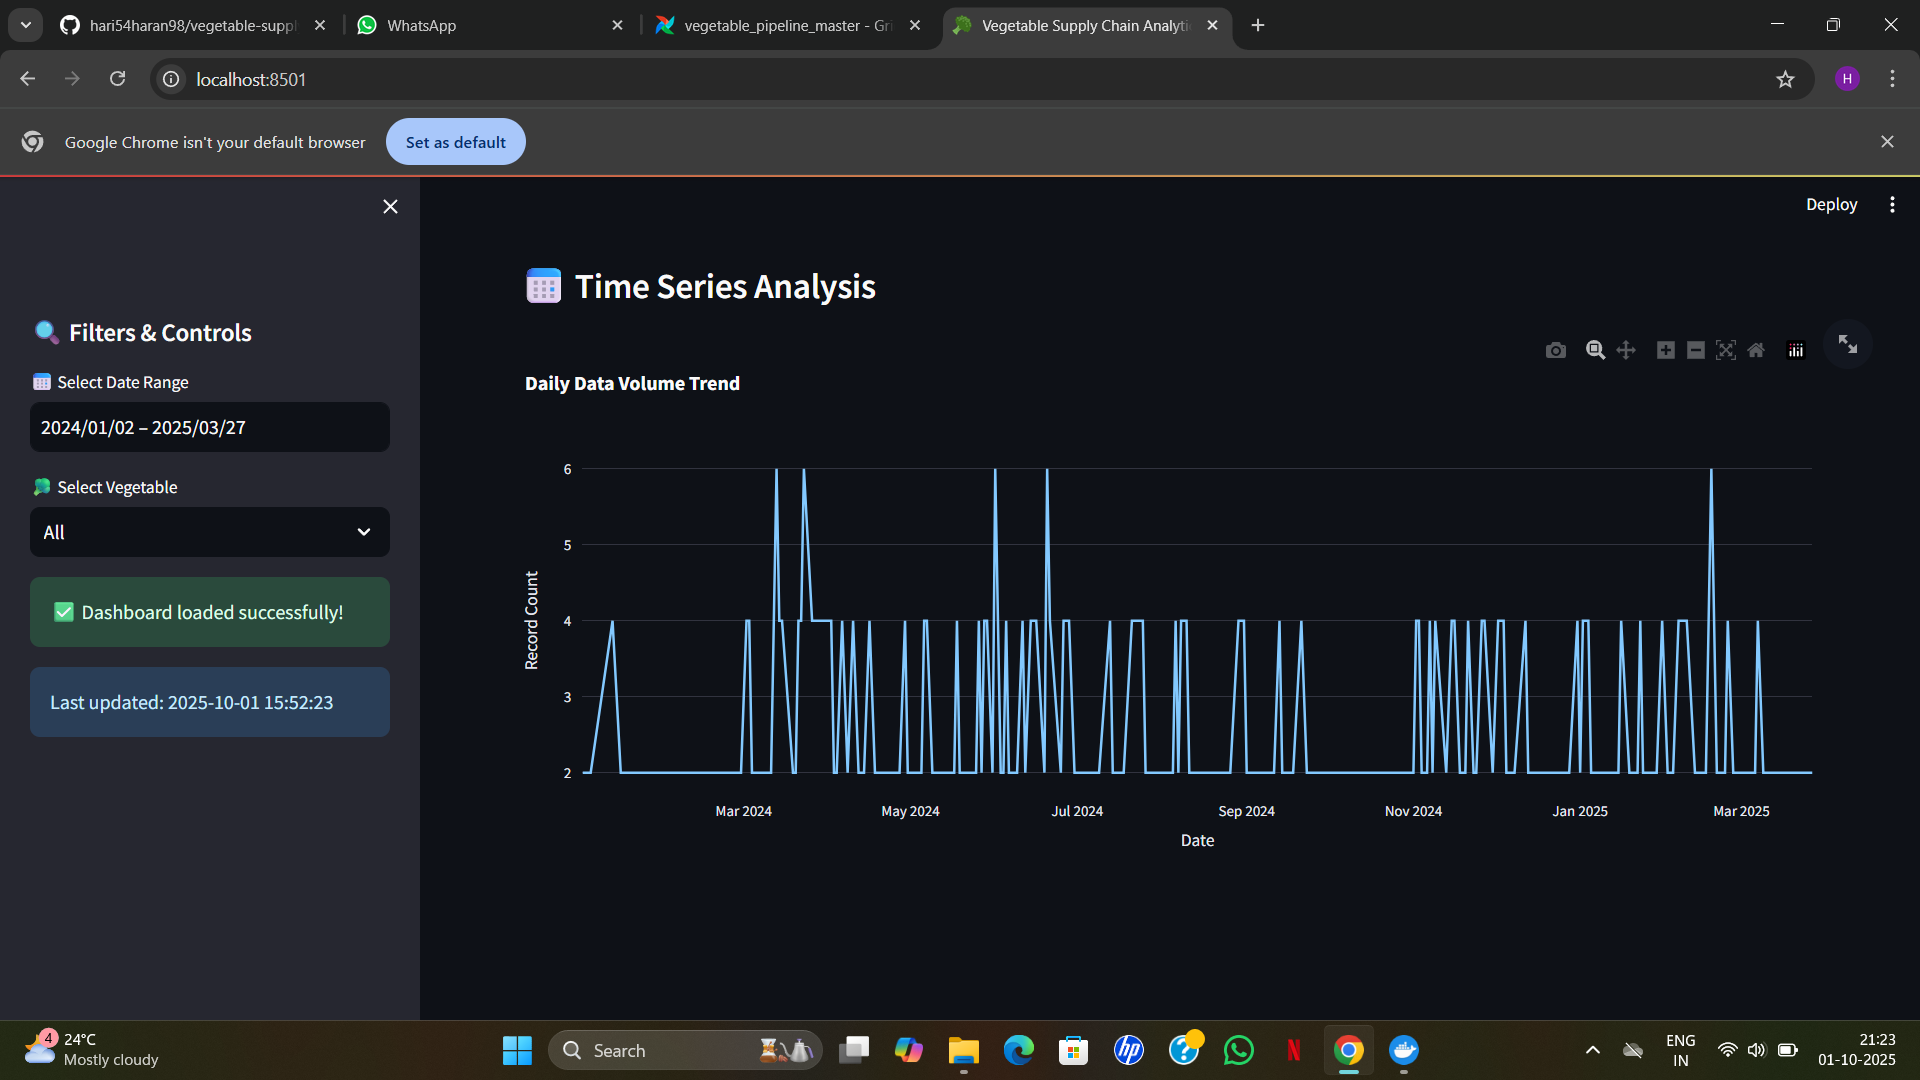 hari54haran98/vegetable-suppl
WhatsApp
vegetable_pipeline_master - Gri
Vegetable Supply Chain Analyti
localhost:8501
H
Google Chrome isn't your default browser
Set as default
Deploy
Filters & Controls
Select Date Range
2024/01/02 – 2025/03/27
Select Vegetable
All
Dashboard loaded successfully!
Last updated: 2025-10-01 15:52:23
Time Series Analysis
Daily Data Volume Trend
Record Count
6
5
4
3
2
Mar 2024
May 2024
Jul 2024
Sep 2024
Nov 2024
Jan 2025
Mar 2025
Date
4
24°C
Mostly cloudy
Search
hp
?
N
ENG
IN
21:23
01-10-2025